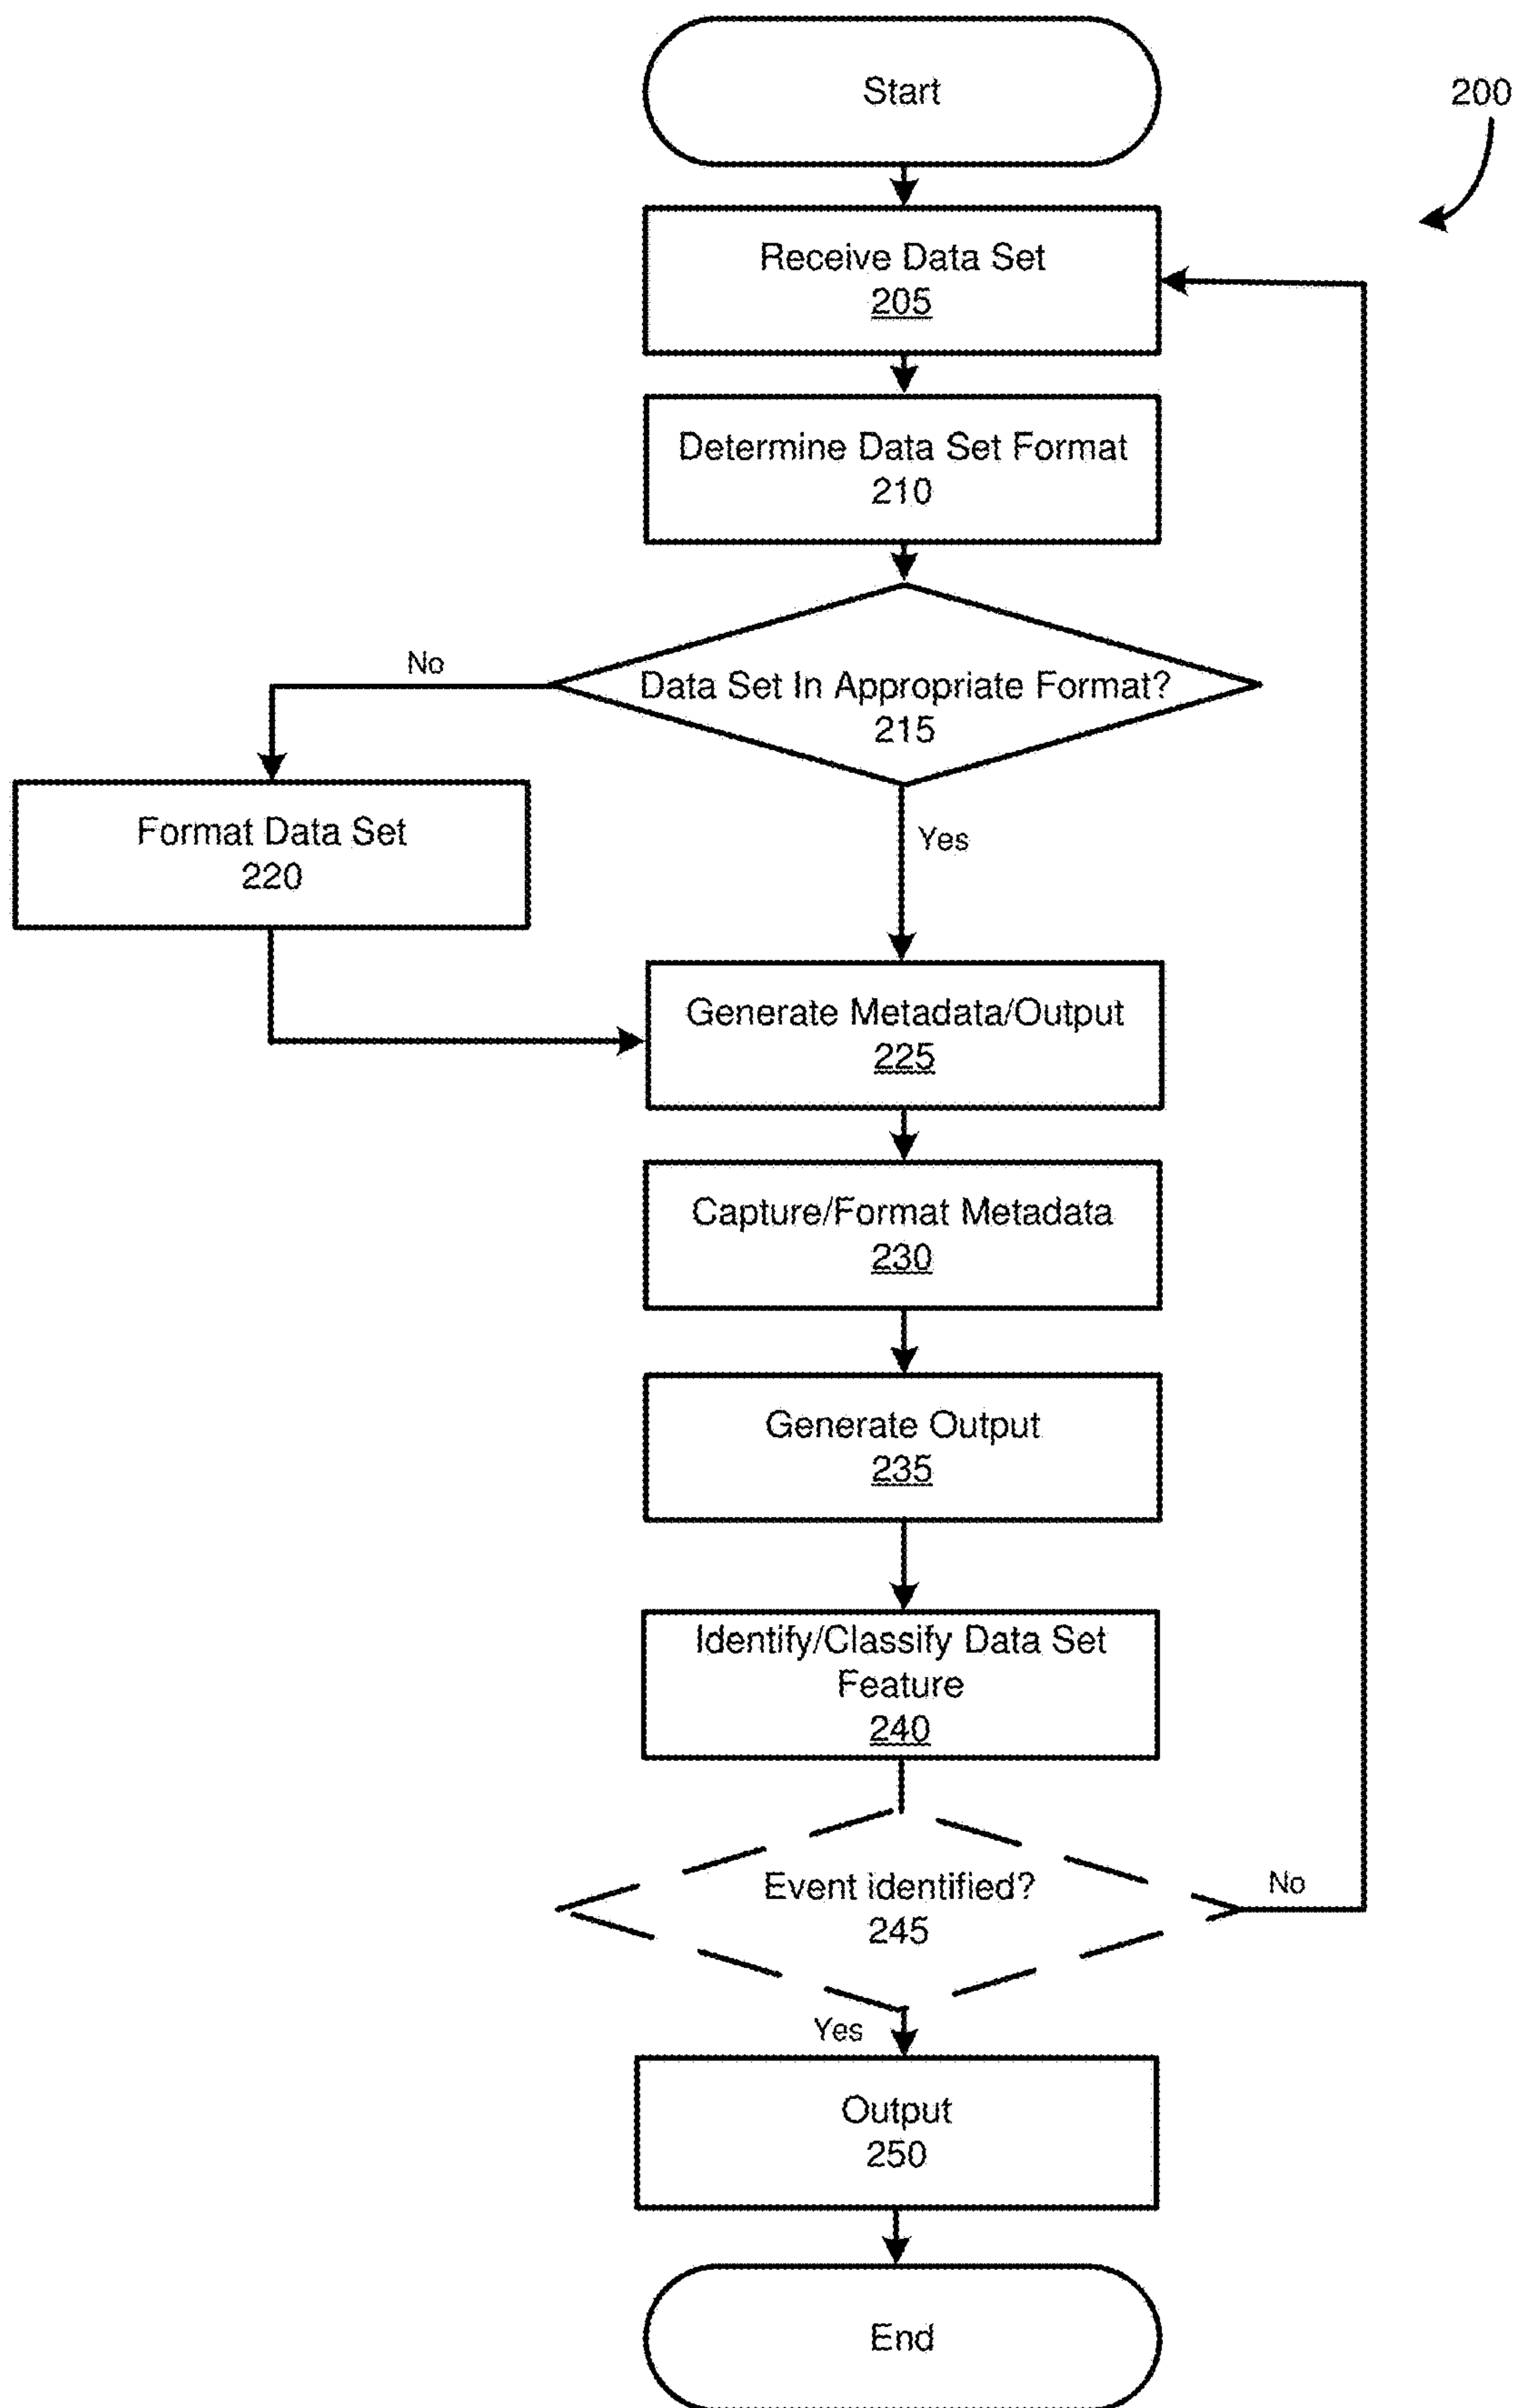 Start
200
Receive Data Set
205
Determine Data Set Format
210
No
Data Set In Appropriate Format?
215
Format Data Set
220
Yes
Generate Metadata/Output
225
Capture/Format Metadata
230
Generate Output
235
Identify/Classify Data Set
Feature
240
Event identified?
245
No
Yes
Output
250
End